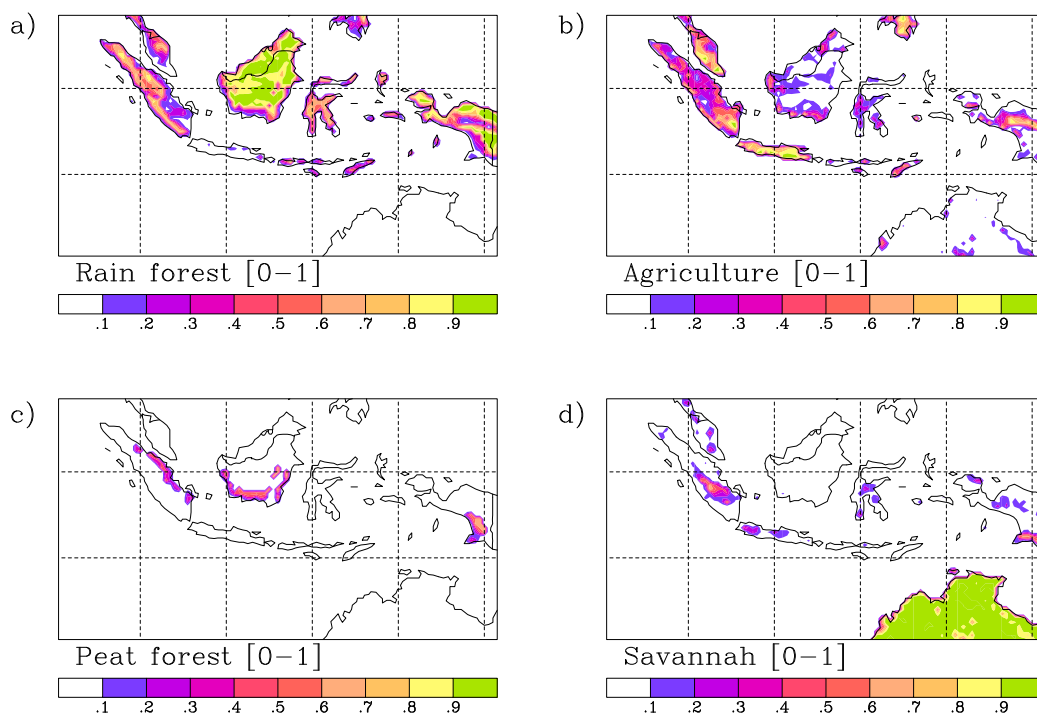 a)
Rain forest [0−1]
.1 .2 .3 .4 .5 .6 .7 .8 .9
b)
Agriculture [0−1]
.1 .2 .3 .4 .5 .6 .7 .8 .9
c)
Peat forest [0−1]
.1 .2 .3 .4 .5 .6 .7 .8 .9
d)
Savannah [0−1]
.1 .2 .3 .4 .5 .6 .7 .8 .9